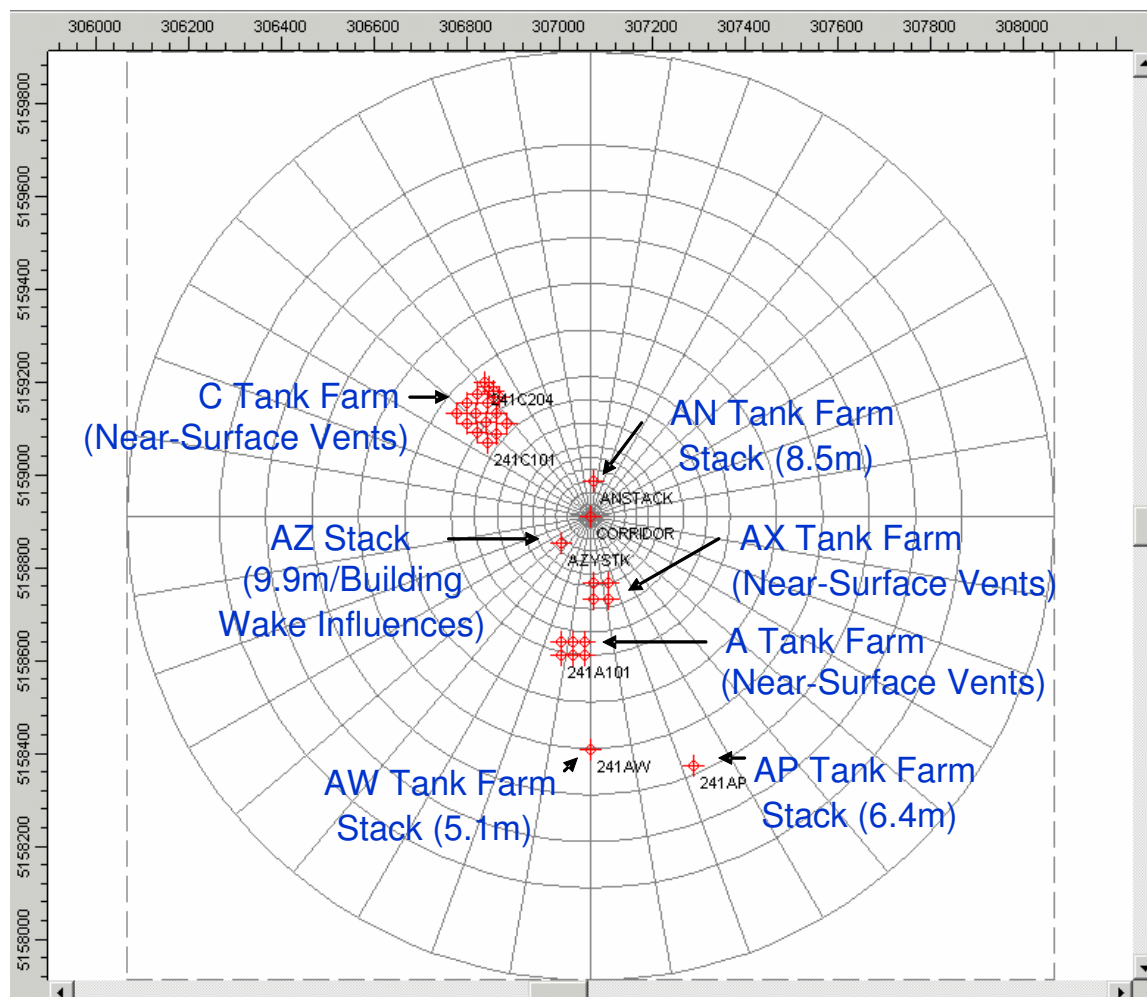 306000 306200 306400 306600 306800 307000 307200 307400 307600 307800 308000
5159800
5159600
5159400
5159200
5159000
5158800
5158600
5158400
5158200
5158000
C Tank Farm
(Near-Surface Vents)
241C204
241C101
AN Tank Farm
Stack (8.5m)
ANSTACK
CORRIDOR
AZ Stack
(9.9m/Building
Wake Influences)
AZYSTK
AX Tank Farm
(Near-Surface Vents)
A Tank Farm
(Near-Surface Vents)
241A101
AW Tank Farm
Stack (5.1m)
241AW
241AP
AP Tank Farm
Stack (6.4m)